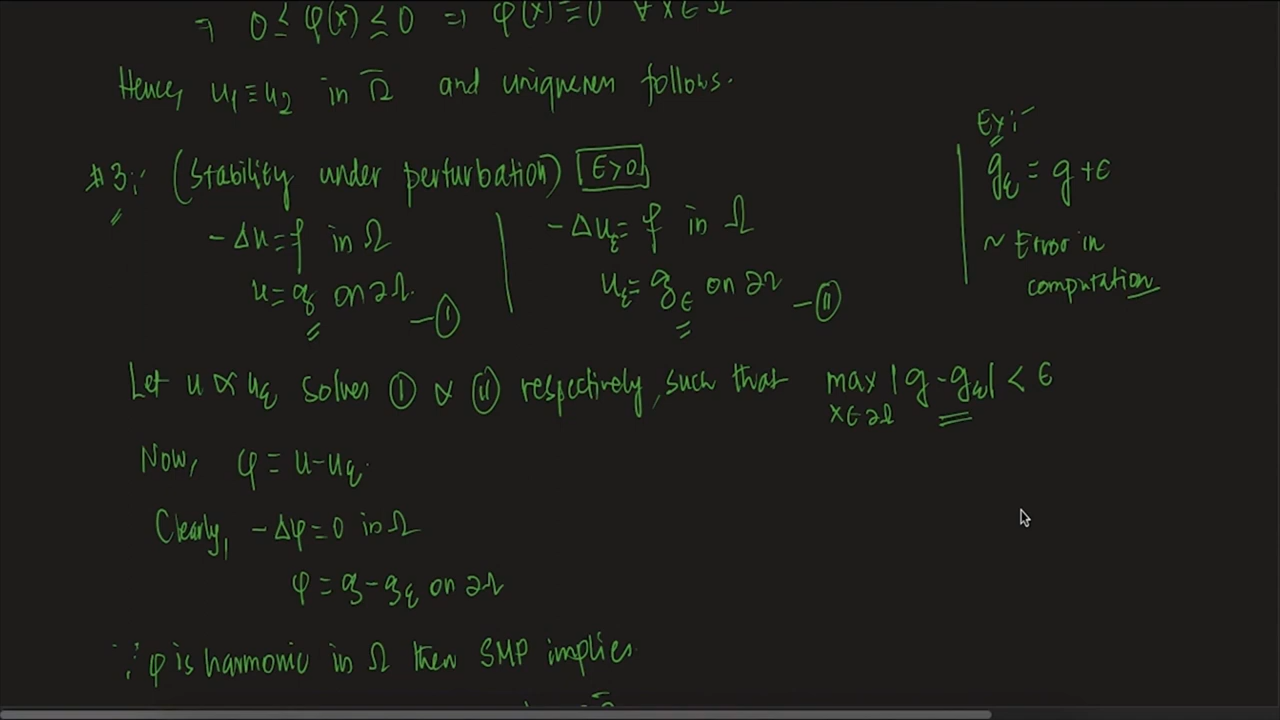 ⇒ 0 ≤ φ(x) ≤ 0 ⇒ φ(x) ≡ 0 ∀ x ∈ Ω
Hence, u₁ ≡ u₂ in Ω̅ and uniqueness follows.
#3:- (Stability under perturbation) ε>0
-Δu = f in Ω
u = g on ∂Ω. —(I)
-Δu_ε = f in Ω
u_ε = g_ε on ∂Ω —(II)
Ex:-
g_ε = g + ε
~ Error in
computation
Let u & u_ε solves (I) & (II) respectively, such that max_{x∈∂Ω} |g - g_ε| < ε
Now, φ = u - u_ε.
Clearly, -Δφ = 0 in Ω
φ = g - g_ε on ∂Ω
∵ φ is harmonic in Ω then SMP implies